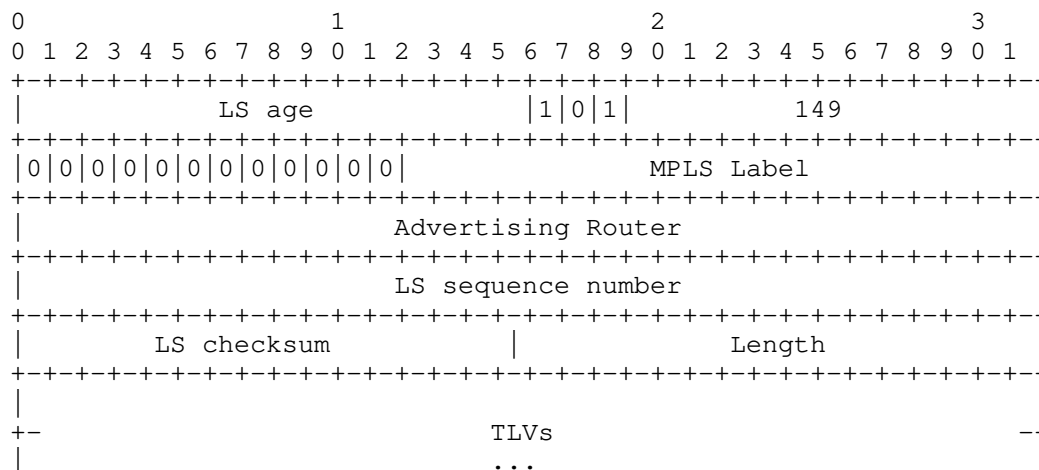 0                   1                   2                   3
0 1 2 3 4 5 6 7 8 9 0 1 2 3 4 5 6 7 8 9 0 1 2 3 4 5 6 7 8 9 0 1
+-+-+-+-+-+-+-+-+-+-+-+-+-+-+-+-+-+-+-+-+-+-+-+-+-+-+-+-+-+-+-+-
|            LS age             |1|0|1|          149
+-+-+-+-+-+-+-+-+-+-+-+-+-+-+-+-+-+-+-+-+-+-+-+-+-+-+-+-+-+-+-+-
|0|0|0|0|0|0|0|0|0|0|0|0|               MPLS Label
+-+-+-+-+-+-+-+-+-+-+-+-+-+-+-+-+-+-+-+-+-+-+-+-+-+-+-+-+-+-+-+-
|                       Advertising Router
+-+-+-+-+-+-+-+-+-+-+-+-+-+-+-+-+-+-+-+-+-+-+-+-+-+-+-+-+-+-+-+-
|                       LS sequence number
+-+-+-+-+-+-+-+-+-+-+-+-+-+-+-+-+-+-+-+-+-+-+-+-+-+-+-+-+-+-+-+-
|        LS checksum           |             Length
+-+-+-+-+-+-+-+-+-+-+-+-+-+-+-+-+-+-+-+-+-+-+-+-+-+-+-+-+-+-+-+-
|
+-                            TLVs                             -
|                             ...